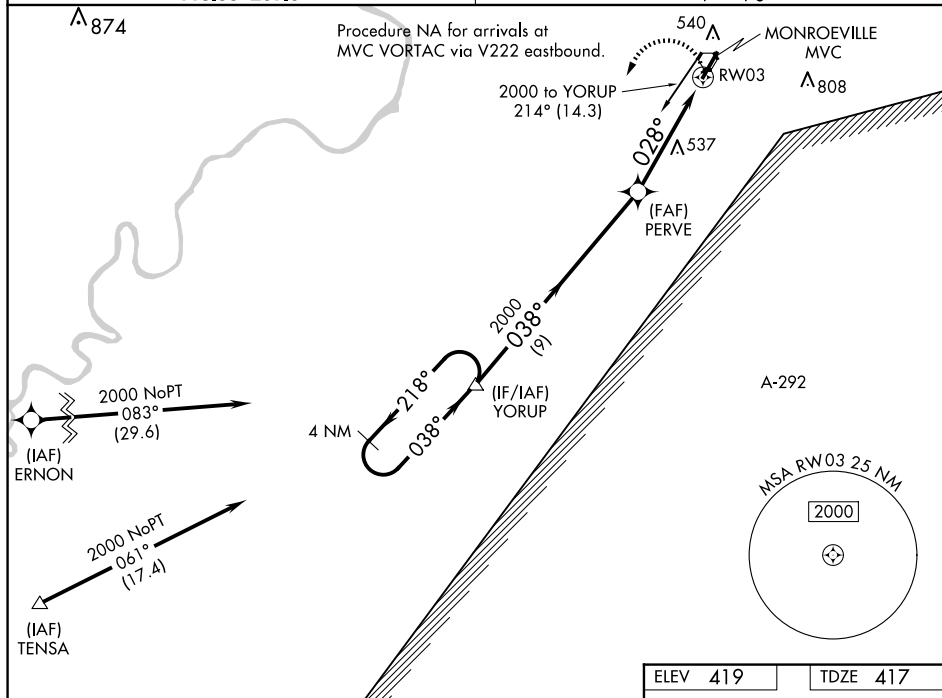 874
Procedure NA for arrivals at
MVC VORTAC via V222 eastbound.
540
MONROEVILLE
MVC
RW03
808
2000 to YORUP
214° (14.3)
028°
537
(FAF)
PERVE
2000
038°
(9)
218°
038°
4 NM
(IF/IAF)
YORUP
A-292
2000 NoPT
083°
(29.6)
(IAF)
ERNON
2000 NoPT
061°
(17.4)
(IAF)
TENSA
MSA RW03 25 NM
2000
ELEV 419
TDZE 417